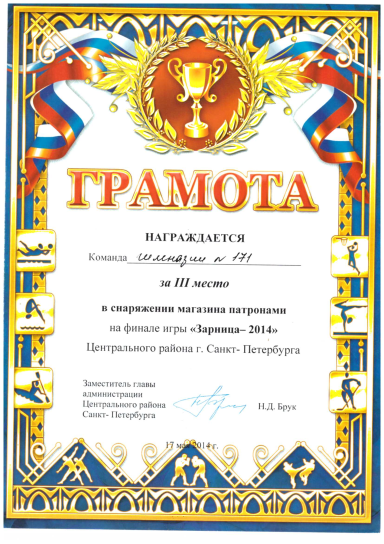 ГРАМОТА
НАГРАЖДАЕТСЯ
Команда гимназии № 171
за III место
в снаряжении магазина патронами
на финале игры «Зарница– 2014»
Центрального района г. Санкт- Петербурга
Заместитель главы
администрации
Центрального района
Санкт- Петербурга
Н.Д. Брук
17 мая 2014 г.